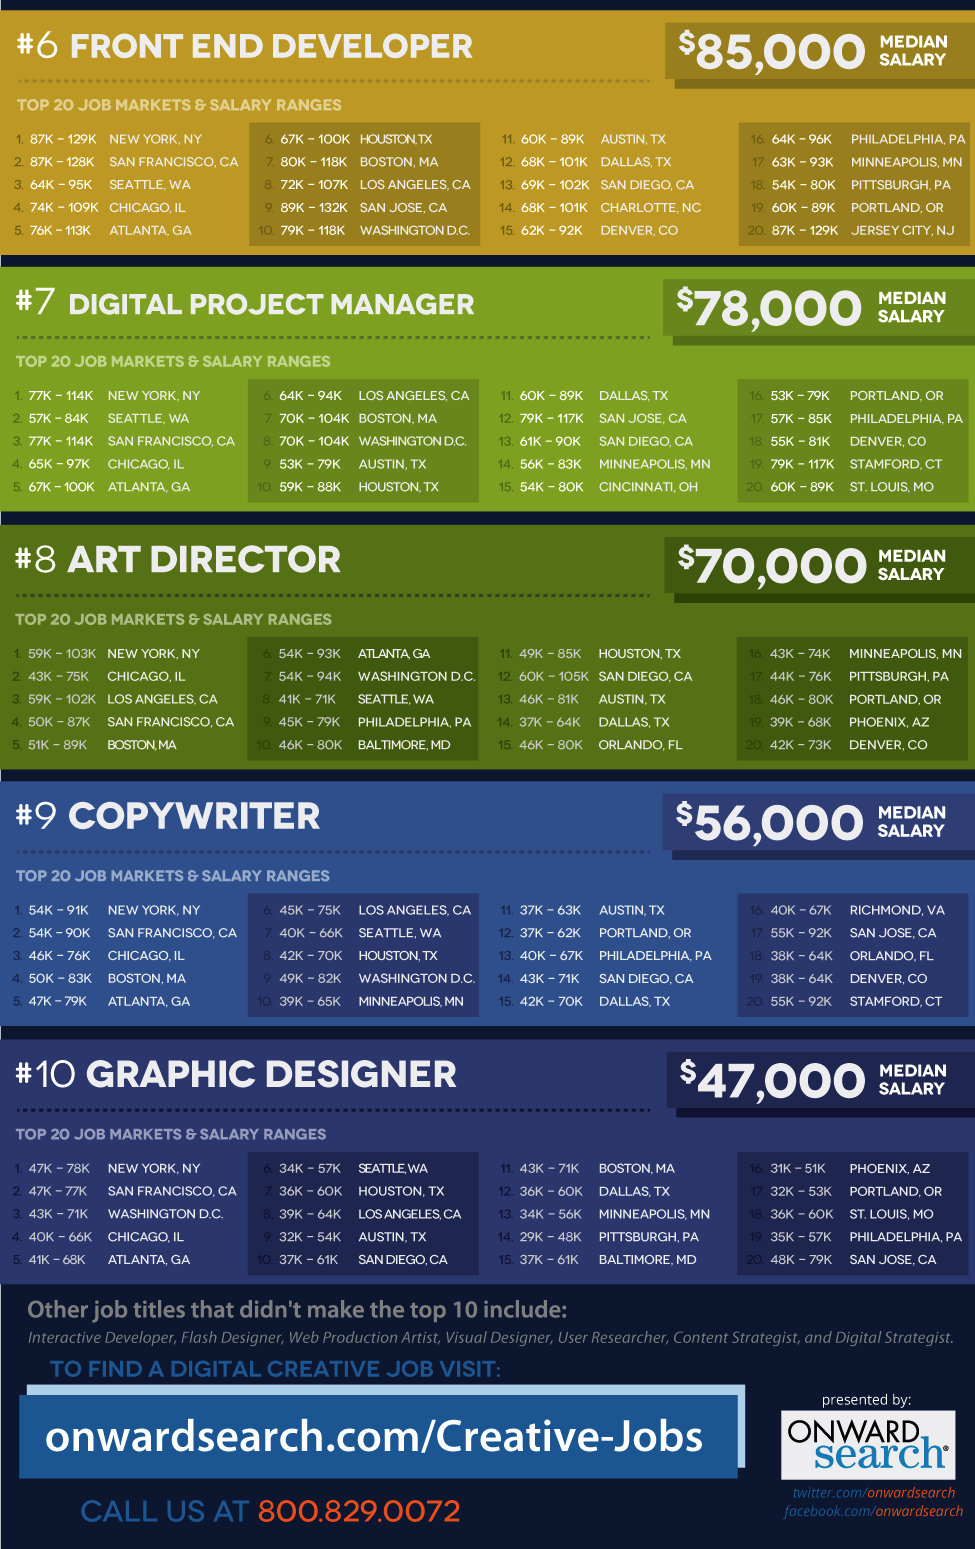 #6 FRONT END DEVELOPER
$85,000 MEDIAN SALARY
TOP 20 JOB MARKETS & SALARY RANGES
1. 87K – 129K NEW YORK, NY
2. 87K – 128K SAN FRANCISCO, CA
3. 64K – 95K SEATTLE, WA
4. 74K – 109K CHICAGO, IL
5. 76K – 113K ATLANTA, GA
6. 67K – 100K HOUSTON,TX
7. 80K – 118K BOSTON, MA
8. 72K – 107K LOS ANGELES, CA
9. 89K – 132K SAN JOSE, CA
10. 79K – 118K WASHINGTON D.C.
11. 60K – 89K AUSTIN, TX
12. 68K – 101K DALLAS, TX
13. 69K – 102K SAN DIEGO, CA
14. 68K – 101K CHARLOTTE, NC
15. 62K – 92K DENVER, CO
16. 64K – 96K PHILADELPHIA, PA
17. 63K – 93K MINNEAPOLIS, MN
18. 54K – 80K PITTSBURGH, PA
19. 60K – 89K PORTLAND, OR
20. 87K – 129K JERSEY CITY, NJ
#7 DIGITAL PROJECT MANAGER
$78,000 MEDIAN SALARY
TOP 20 JOB MARKETS & SALARY RANGES
1. 77K – 114K NEW YORK, NY
2. 57K – 84K SEATTLE, WA
3. 77K – 114K SAN FRANCISCO, CA
4. 65K – 97K CHICAGO, IL
5. 67K – 100K ATLANTA, GA
6. 64K – 94K LOS ANGELES, CA
7. 70K – 104K BOSTON, MA
8. 70K – 104K WASHINGTON D.C.
9. 53K – 79K AUSTIN, TX
10. 59K – 88K HOUSTON, TX
11. 60K – 89K DALLAS, TX
12. 79K – 117K SAN JOSE, CA
13. 61K – 90K SAN DIEGO, CA
14. 56K – 83K MINNEAPOLIS, MN
15. 54K – 80K CINCINNATI, OH
16. 53K – 79K PORTLAND, OR
17. 57K – 85K PHILADELPHIA, PA
18. 55K – 81K DENVER, CO
19. 79K – 117K STAMFORD, CT
20. 60K – 89K ST. LOUIS, MO
#8 ART DIRECTOR
$70,000 MEDIAN SALARY
TOP 20 JOB MARKETS & SALARY RANGES
1. 59K – 103K NEW YORK, NY
2. 43K – 75K CHICAGO, IL
3. 59K – 102K LOS ANGELES, CA
4. 50K – 87K SAN FRANCISCO, CA
5. 51K – 89K BOSTON, MA
6. 54K – 93K ATLANTA, GA
7. 54K – 94K WASHINGTON D.C.
8. 41K – 71K SEATTLE, WA
9. 45K – 79K PHILADELPHIA, PA
10. 46K – 80K BALTIMORE, MD
11. 49K – 85K HOUSTON, TX
12. 60K – 105K SAN DIEGO, CA
13. 46K – 81K AUSTIN, TX
14. 37K – 64K DALLAS, TX
15. 46K – 80K ORLANDO, FL
16. 43K – 74K MINNEAPOLIS, MN
17. 44K – 76K PITTSBURGH, PA
18. 46K – 80K PORTLAND, OR
19. 39K – 68K PHOENIX, AZ
20. 42K – 73K DENVER, CO
#9 COPYWRITER
$56,000 MEDIAN SALARY
TOP 20 JOB MARKETS & SALARY RANGES
1. 54K – 91K NEW YORK, NY
2. 54K – 90K SAN FRANCISCO, CA
3. 46K – 76K CHICAGO, IL
4. 50K – 83K BOSTON, MA
5. 47K – 79K ATLANTA, GA
6. 45K – 75K LOS ANGELES, CA
7. 40K – 66K SEATTLE, WA
8. 42K – 70K HOUSTON, TX
9. 49K – 82K WASHINGTON D.C.
10. 39K – 65K MINNEAPOLIS, MN
11. 37K – 63K AUSTIN, TX
12. 37K – 62K PORTLAND, OR
13. 40K – 67K PHILADELPHIA, PA
14. 43K – 71K SAN DIEGO, CA
15. 42K – 70K DALLAS, TX
16. 40K – 67K RICHMOND, VA
17. 55K – 92K SAN JOSE, CA
18. 38K – 64K ORLANDO, FL
19. 38K – 64K DENVER, CO
20. 55K – 92K STAMFORD, CT
#10 GRAPHIC DESIGNER
$47,000 MEDIAN SALARY
TOP 20 JOB MARKETS & SALARY RANGES
1. 47K – 78K NEW YORK, NY
2. 47K – 77K SAN FRANCISCO, CA
3. 43K – 71K WASHINGTON D.C.
4. 40K – 66K CHICAGO, IL
5. 41K – 68K ATLANTA, GA
6. 34K – 57K SEATTLE, WA
7. 36K – 60K HOUSTON, TX
8. 39K – 64K LOS ANGELES, CA
9. 32K – 54K AUSTIN, TX
10. 37K – 61K SAN DIEGO, CA
11. 43K – 71K BOSTON, MA
12. 36K – 60K DALLAS, TX
13. 34K – 56K MINNEAPOLIS, MN
14. 29K – 48K PITTSBURGH, PA
15. 37K – 61K BALTIMORE, MD
16. 31K – 51K PHOENIX, AZ
17. 32K – 53K PORTLAND, OR
18. 36K – 60K ST. LOUIS, MO
19. 35K – 57K PHILADELPHIA, PA
20. 48K – 79K SAN JOSE, CA
Other job titles that didn't make the top 10 include:
Interactive Developer, Flash Designer, Web Production Artist, Visual Designer, User Researcher, Content Strategist, and Digital Strategist.
TO FIND A DIGITAL CREATIVE JOB VISIT:
onwardsearch.com/Creative-Jobs
CALL US AT 800.829.0072
presented by:
ONWARD
search®
twitter.com/onwardsearch
facebook.com/onwardsearch